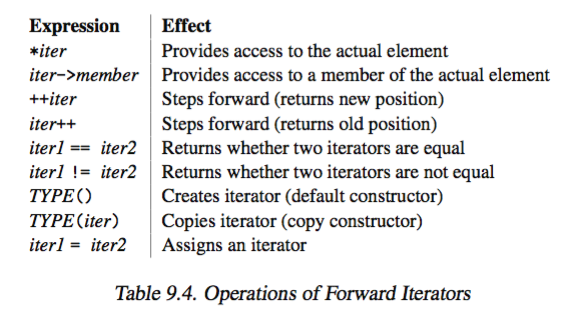 Expression Effect
*iter Provides access to the actual element
iter->member Provides access to a member of the actual element
++iter Steps forward (returns new position)
iter++ Steps forward (returns old position)
iter1 == iter2 Returns whether two iterators are equal
iter1 != iter2 Returns whether two iterators are not equal
TYPE() Creates iterator (default constructor)
TYPE(iter) Copies iterator (copy constructor)
iter1 = iter2 Assigns an iterator
Table 9.4. Operations of Forward Iterators